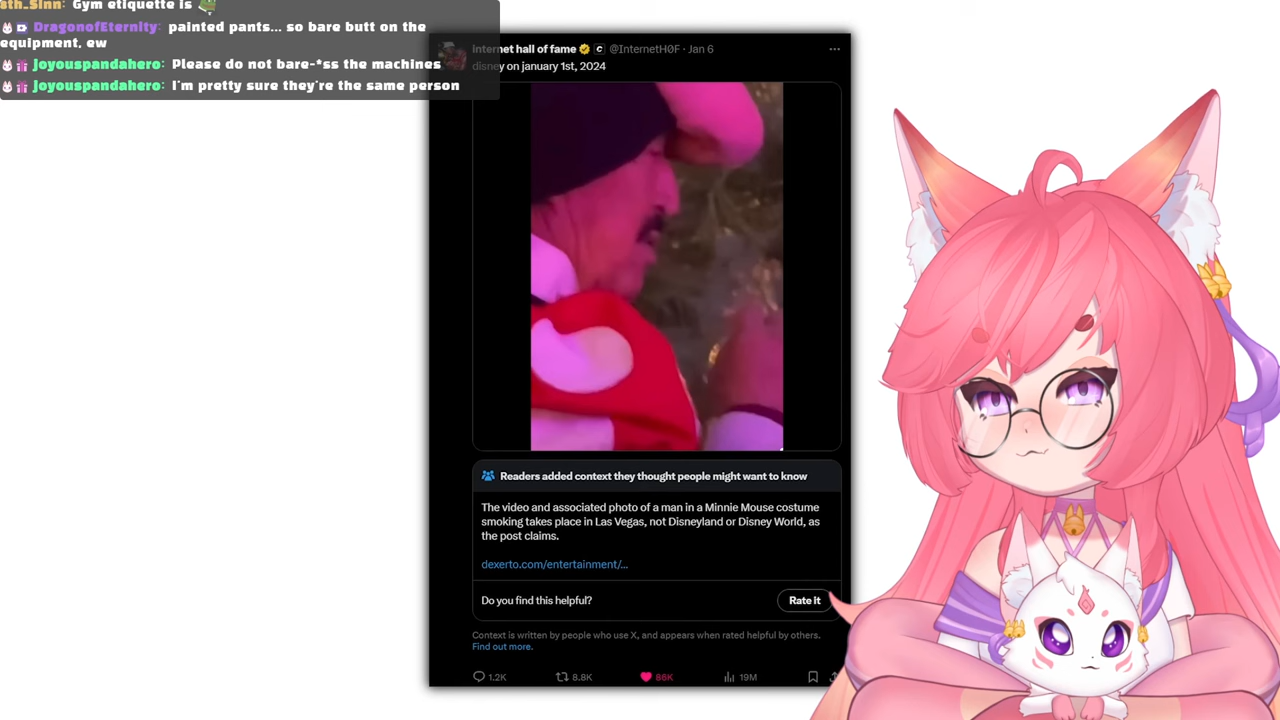 sth_Sinn: Gym etiquette is
DragonofEternity: painted pants... so bare butt on the
equipment, ew
joyouspandahero: Please do not bare-*ss the machines
joyouspandahero: I'm pretty sure they're the same person
internet hall of fame @InternetH0F · Jan 6
disney on january 1st, 2024
Readers added context they thought people might want to know
The video and associated photo of a man in a Minnie Mouse costume
smoking takes place in Las Vegas, not Disneyland or Disney World, as
the post claims.
dexerto.com/entertainment/...
Do you find this helpful?
Rate it
Context is written by people who use X, and appears when rated helpful by others.
Find out more.
1.2K 8.8K 86K 19M